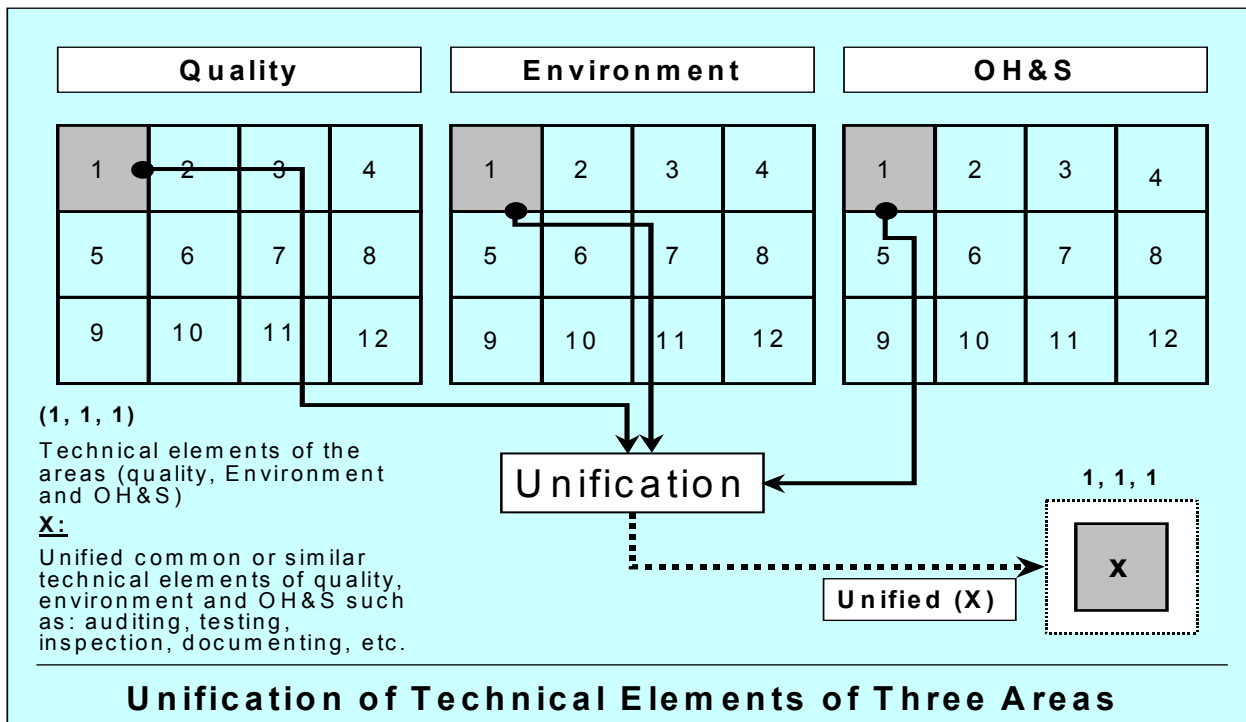 Quality Environment OH&S
1 2 3 4 1 2 3 4 1 2 3 4
5 6 7 8 5 6 7 8 5 6 7 8
9 10 11 12 9 10 11 12 9 10 11 12
(1, 1, 1)
Technical elements of the
areas (quality, Environment
and OH&S)
X:
Unified common or similar
technical elements of quality,
environment and OH&S such
as: auditing, testing,
inspection, documenting, etc.
Unification
1, 1, 1
x
Unified (X)
Unification of Technical Elements of Three Areas